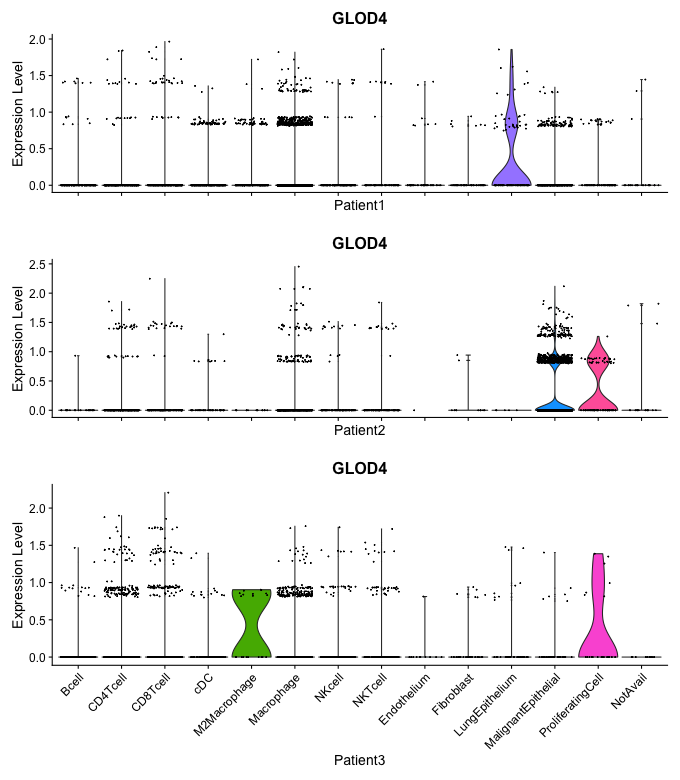 GLOD4
2.0
1.5
1.0
0.5
0.0
Expression Level
Patient1
GLOD4
2.5
2.0
1.5
1.0
0.5
0.0
Expression Level
Patient2
GLOD4
2.0
1.5
1.0
0.5
0.0
Expression Level
Bcell
CD4Tcell
CD8Tcell
cDC
M2Macrophage
Macrophage
NKcell
NKTcell
Endothelium
Fibroblast
LungEpithelium
MalignantEpithelial
ProliferatingCell
NotAvail
Patient3